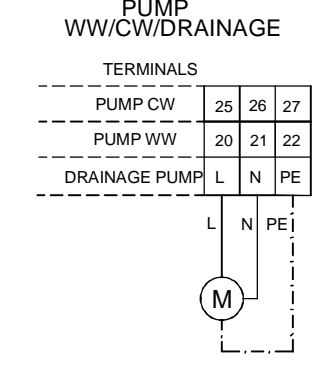 PUMP
WW/CW/DRAINAGE
TERMINALS
PUMP CW 25 26 27
PUMP WW 20 21 22
DRAINAGE PUMP L N PE
L N PE
M